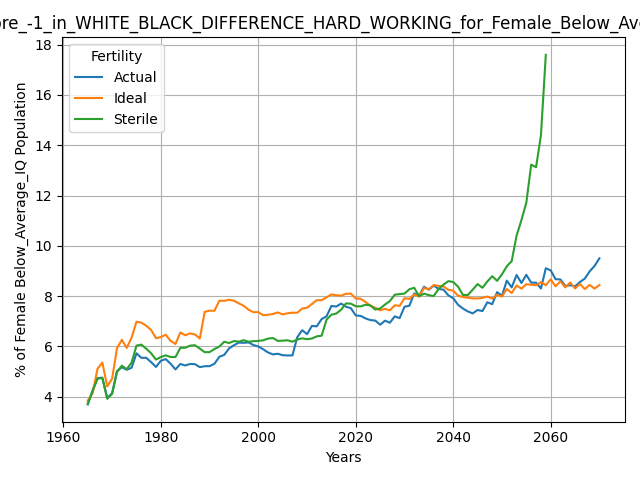 ore_-1_in_WHITE_BLACK_DIFFERENCE_HARD_WORKING_for_Female_Below_Ave
Fertility
Actual
Ideal
Sterile
18
16
14
12
10
8
6
4
% of Female Below_Average_IQ Population
1960
1980
2000
2020
2040
2060
Years